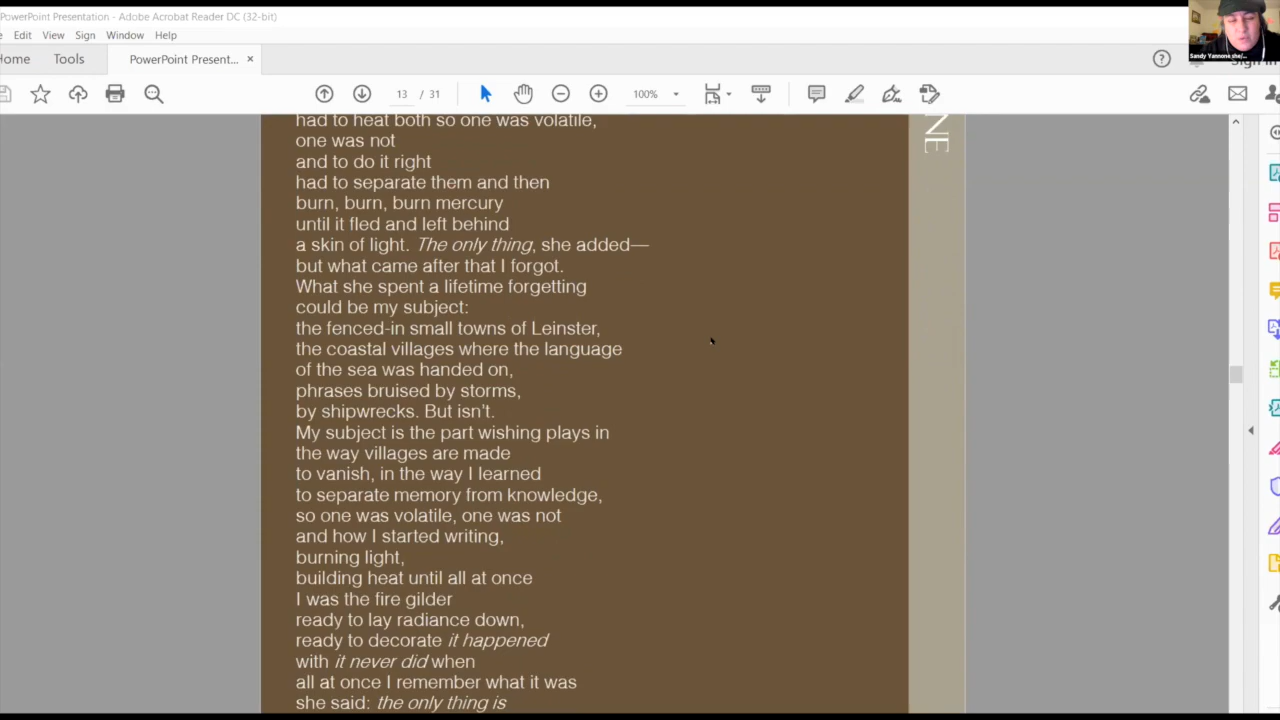 PowerPoint Presentation - Adobe Acrobat Reader DC (32-bit)
Edit View Sign Window Help
Home Tools PowerPoint Present... ×
13 / 31 100%
Sandy Yannone she/...
Sign In
NE
had to heat both so one was volatile,
one was not
and to do it right
had to separate them and then
burn, burn, burn mercury
until it fled and left behind
a skin of light. The only thing, she added—
but what came after that I forgot.
What she spent a lifetime forgetting
could be my subject:
the fenced-in small towns of Leinster,
the coastal villages where the language
of the sea was handed on,
phrases bruised by storms,
by shipwrecks. But isn't.
My subject is the part wishing plays in
the way villages are made
to vanish, in the way I learned
to separate memory from knowledge,
so one was volatile, one was not
and how I started writing,
burning light,
building heat until all at once
I was the fire gilder
ready to lay radiance down,
ready to decorate it happened
with it never did when
all at once I remember what it was
she said: the only thing is